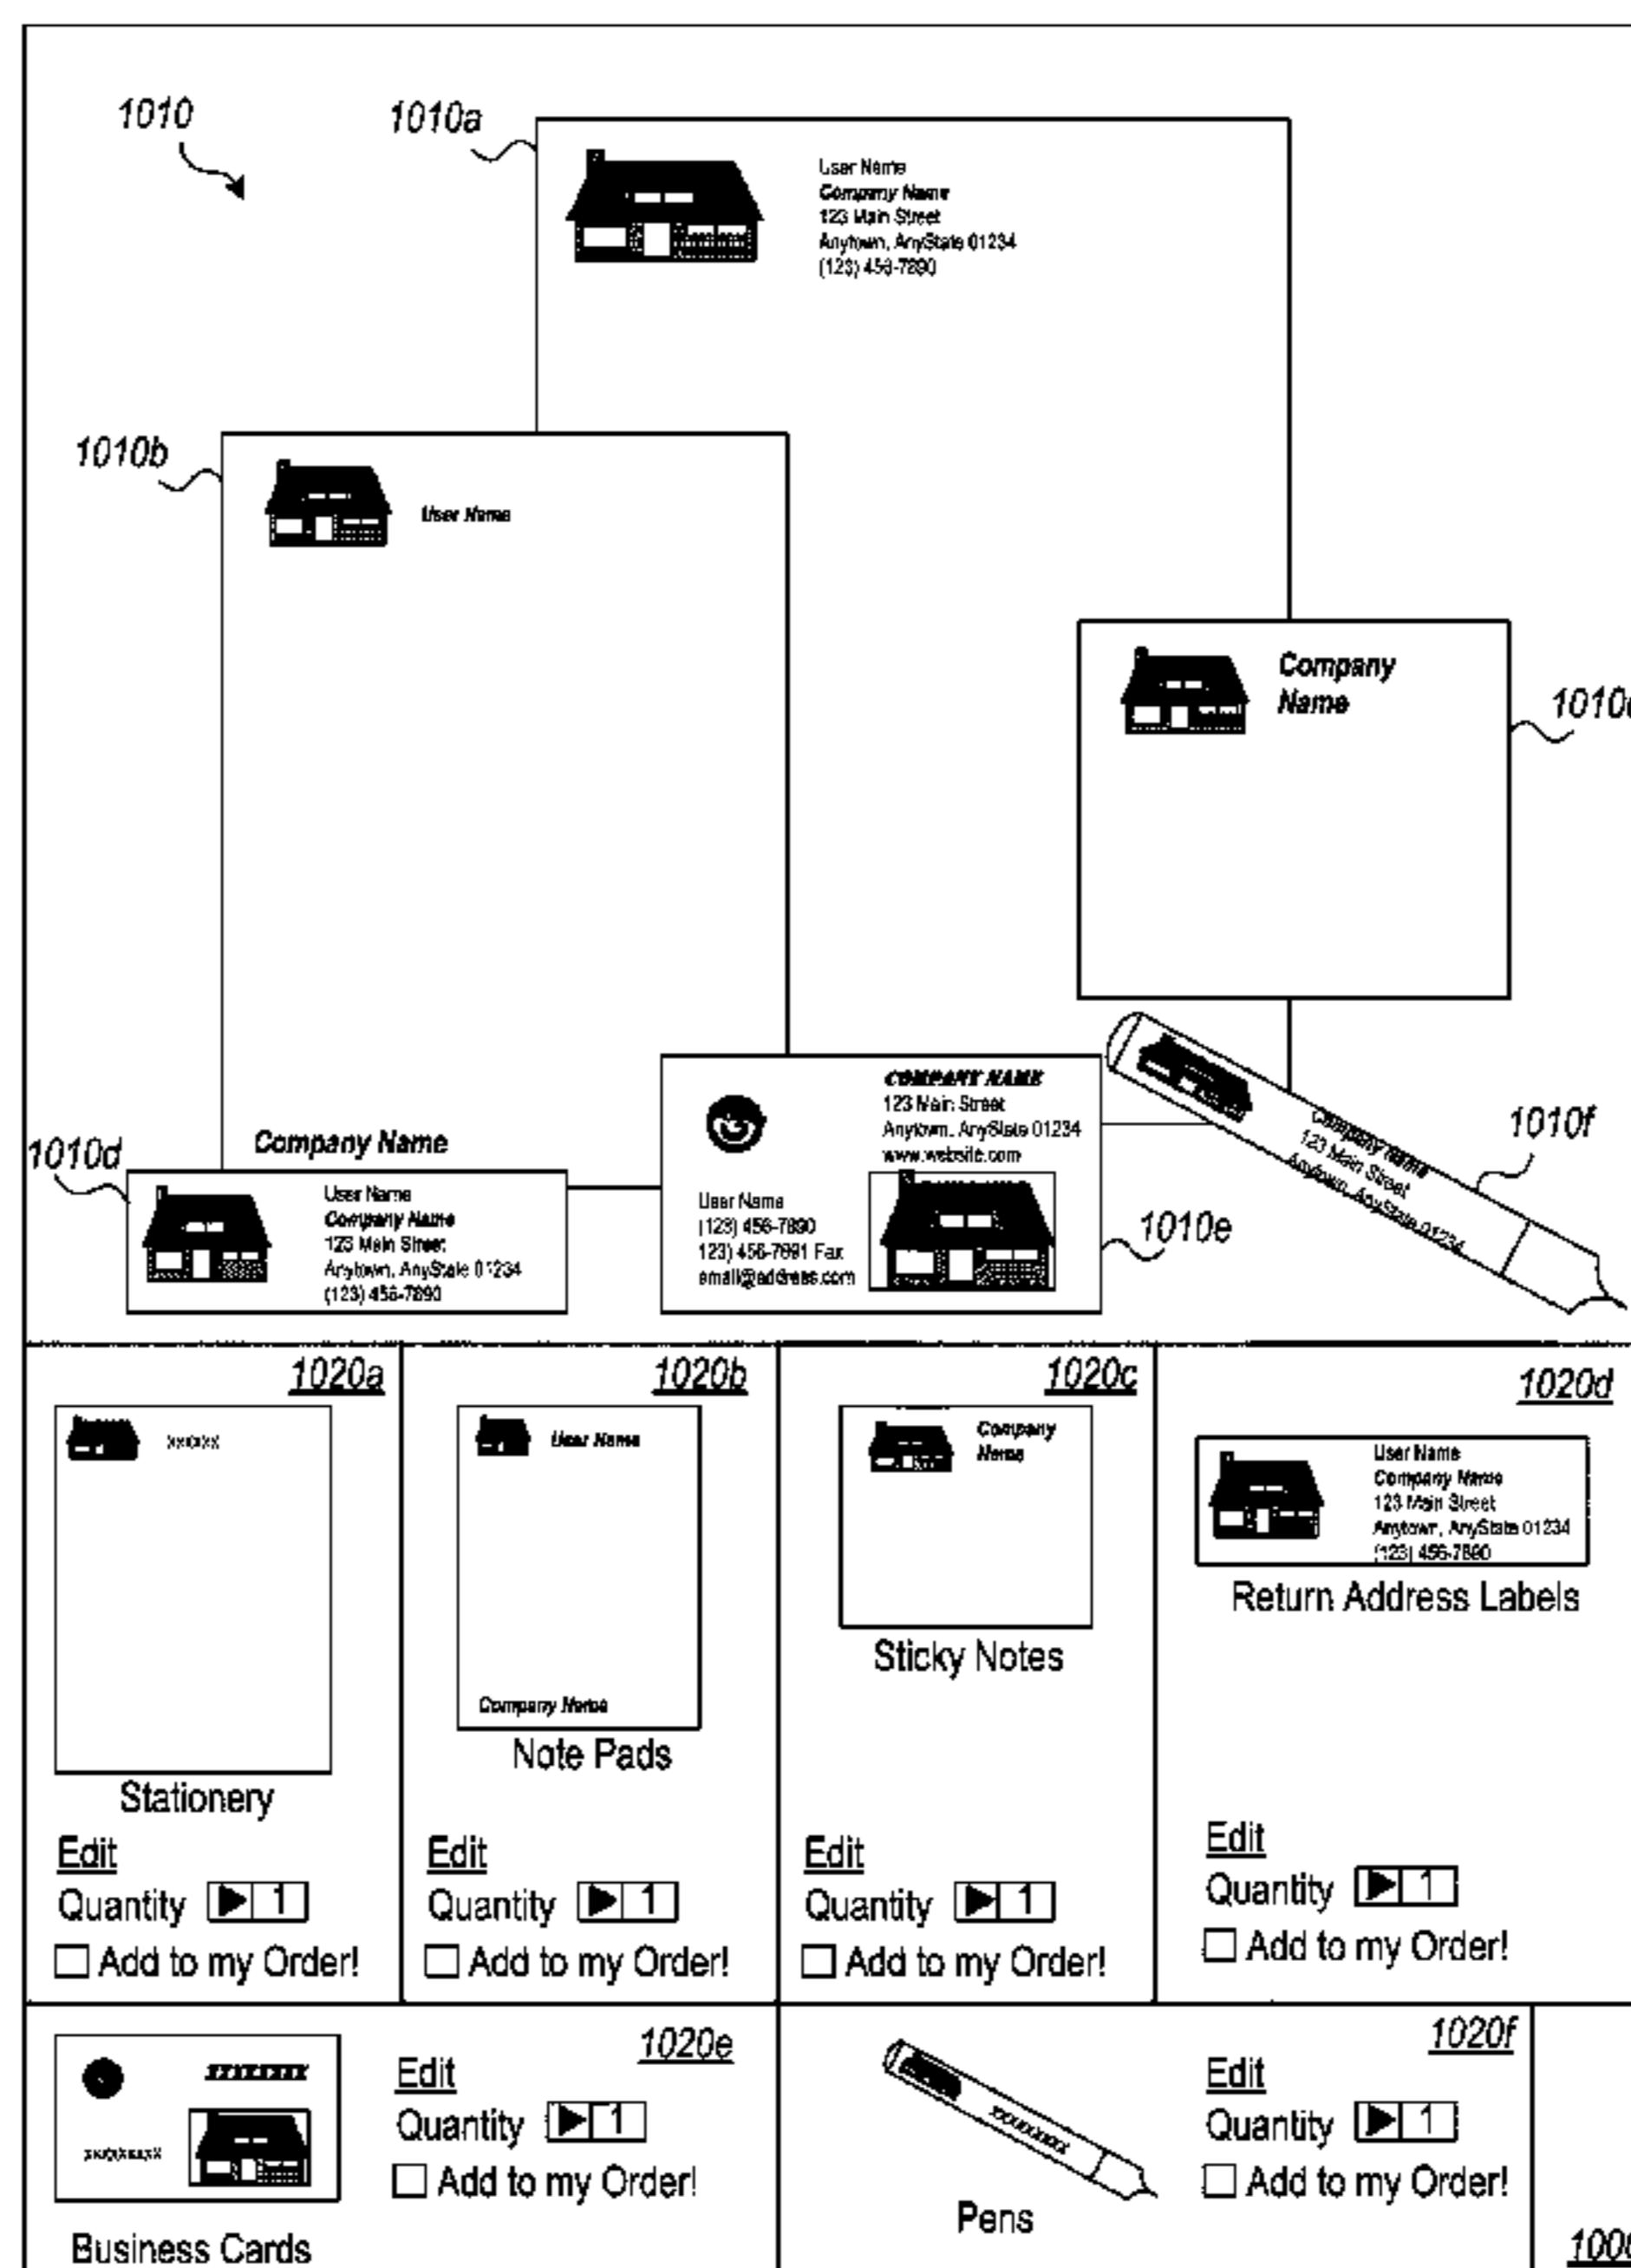 1010
1010a
User Name
Company Name
123 Main Street
Anytown, AnyState 01234
(123) 456-7890
1010b
User Name
Company
Name
1010
Company Name
1010d
User Name
Company Name
123 Main Street
Anytown, AnyState 01234
(123) 456-7890
COMPANY NAME
123 Main Street
Anytown, AnyState 01234
www.website.com
User Name
(123) 456-7890
123) 456-7891 Fax
email@address.com
1010e
Company Name
123 Main Street
Anytown, AnyState 01234
1010f
1020a
Stationery
Edit
Quantity 1
Add to my Order!
1020b
User Name
Company Name
Note Pads
Edit
Quantity 1
Add to my Order!
1020c
Company
Name
Sticky Notes
Edit
Quantity 1
Add to my Order!
1020d
User Name
Company Name
123 Main Street
Anytown, AnyState 01234
(123) 456-7890
Return Address Labels
Edit
Quantity 1
Add to my Order!
1020e
Business Cards
Edit
Quantity 1
Add to my Order!
1020f
Pens
Edit
Quantity 1
Add to my Order!
1000